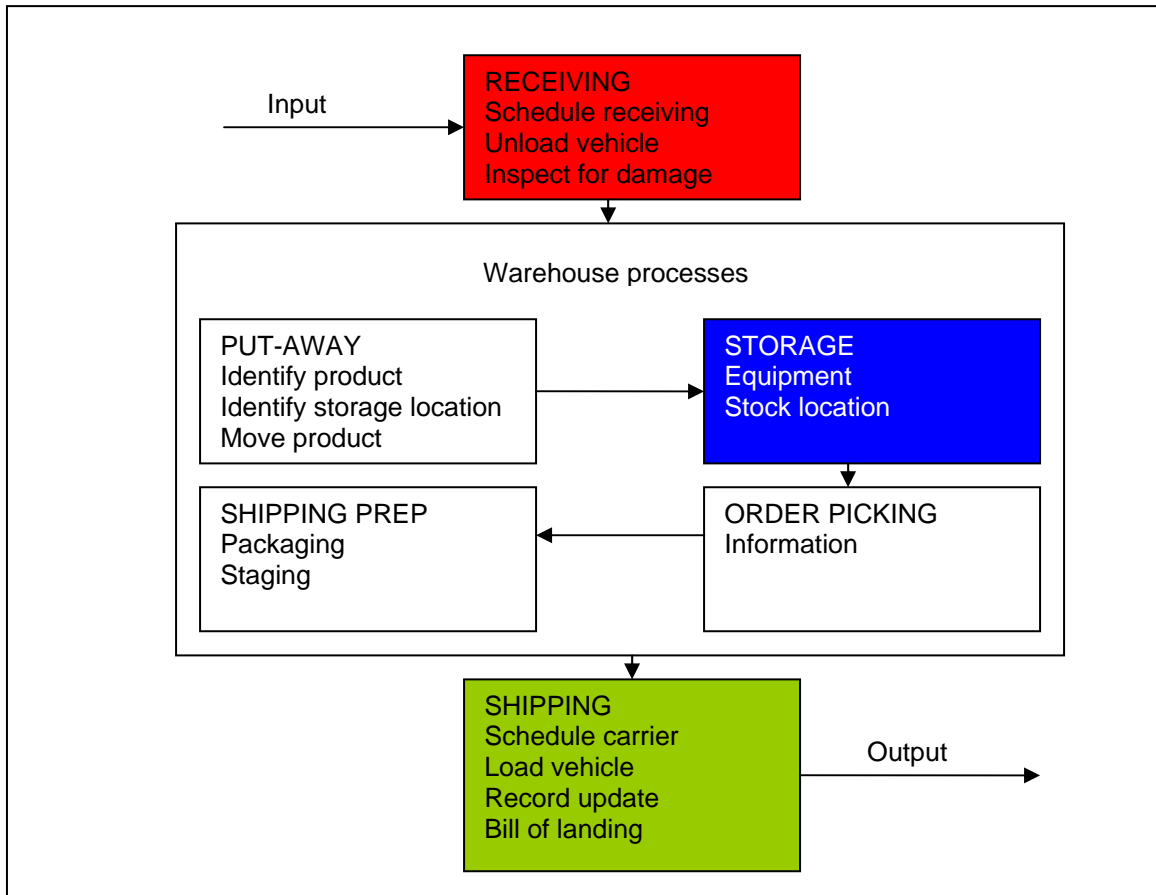 Input
RECEIVING
Schedule receiving
Unload vehicle
Inspect for damage
Warehouse processes
PUT-AWAY
Identify product
Identify storage location
Move product
STORAGE
Equipment
Stock location
SHIPPING PREP
Packaging
Staging
ORDER PICKING
Information
SHIPPING
Schedule carrier
Load vehicle
Record update
Bill of landing
Output